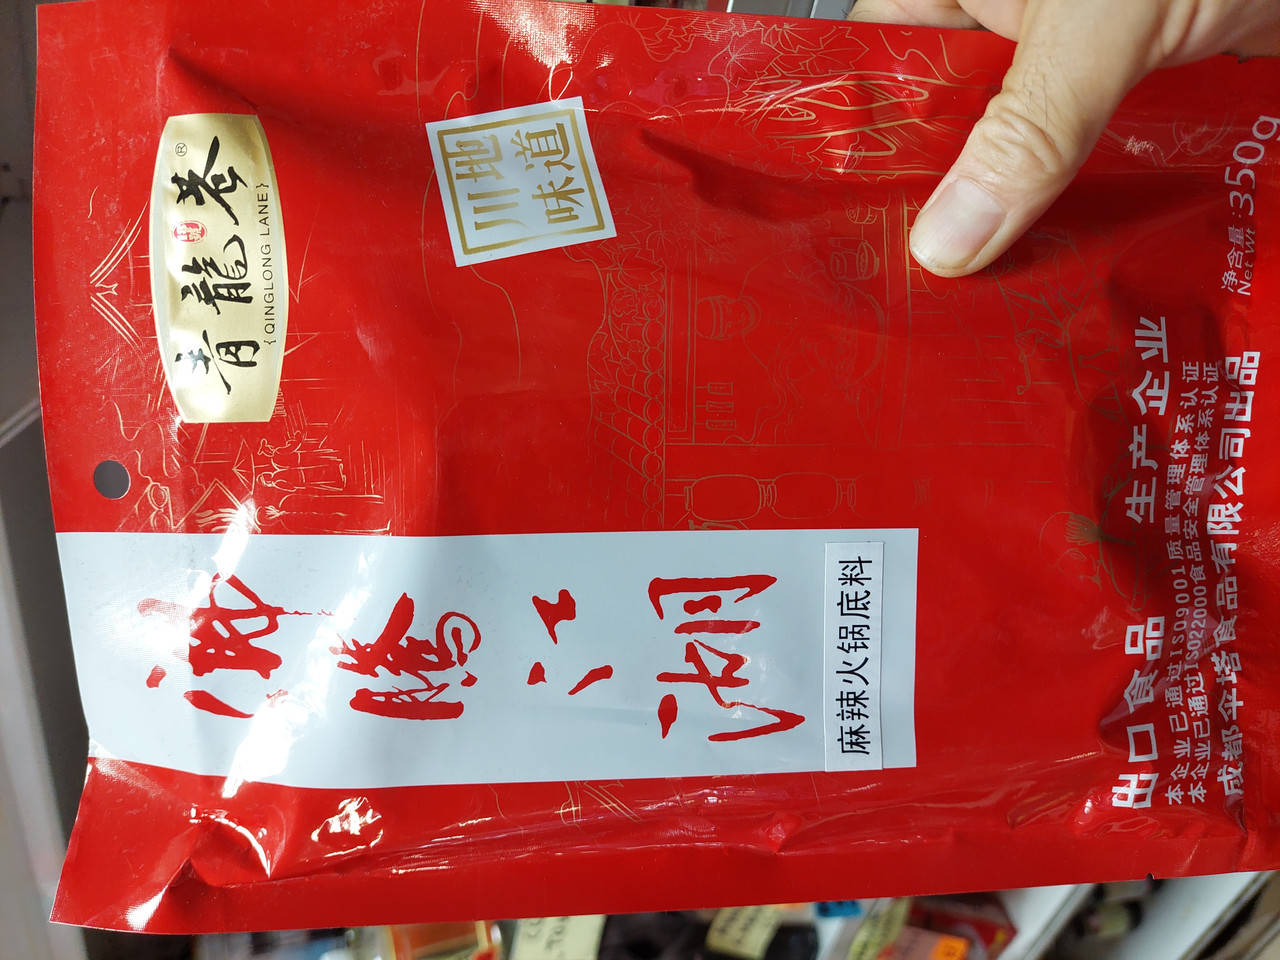 青龍巷®
{QINGLONG LANE}
川地
味道
沸腾江湖
麻辣火锅底料
净含量:350g
Net Wt
出口食品 生产企业
本企业已通过ISO9001质量管理体系认证
本企业已通过ISO22000食品安全管理体系认证
成都伞塔食品有限公司出品